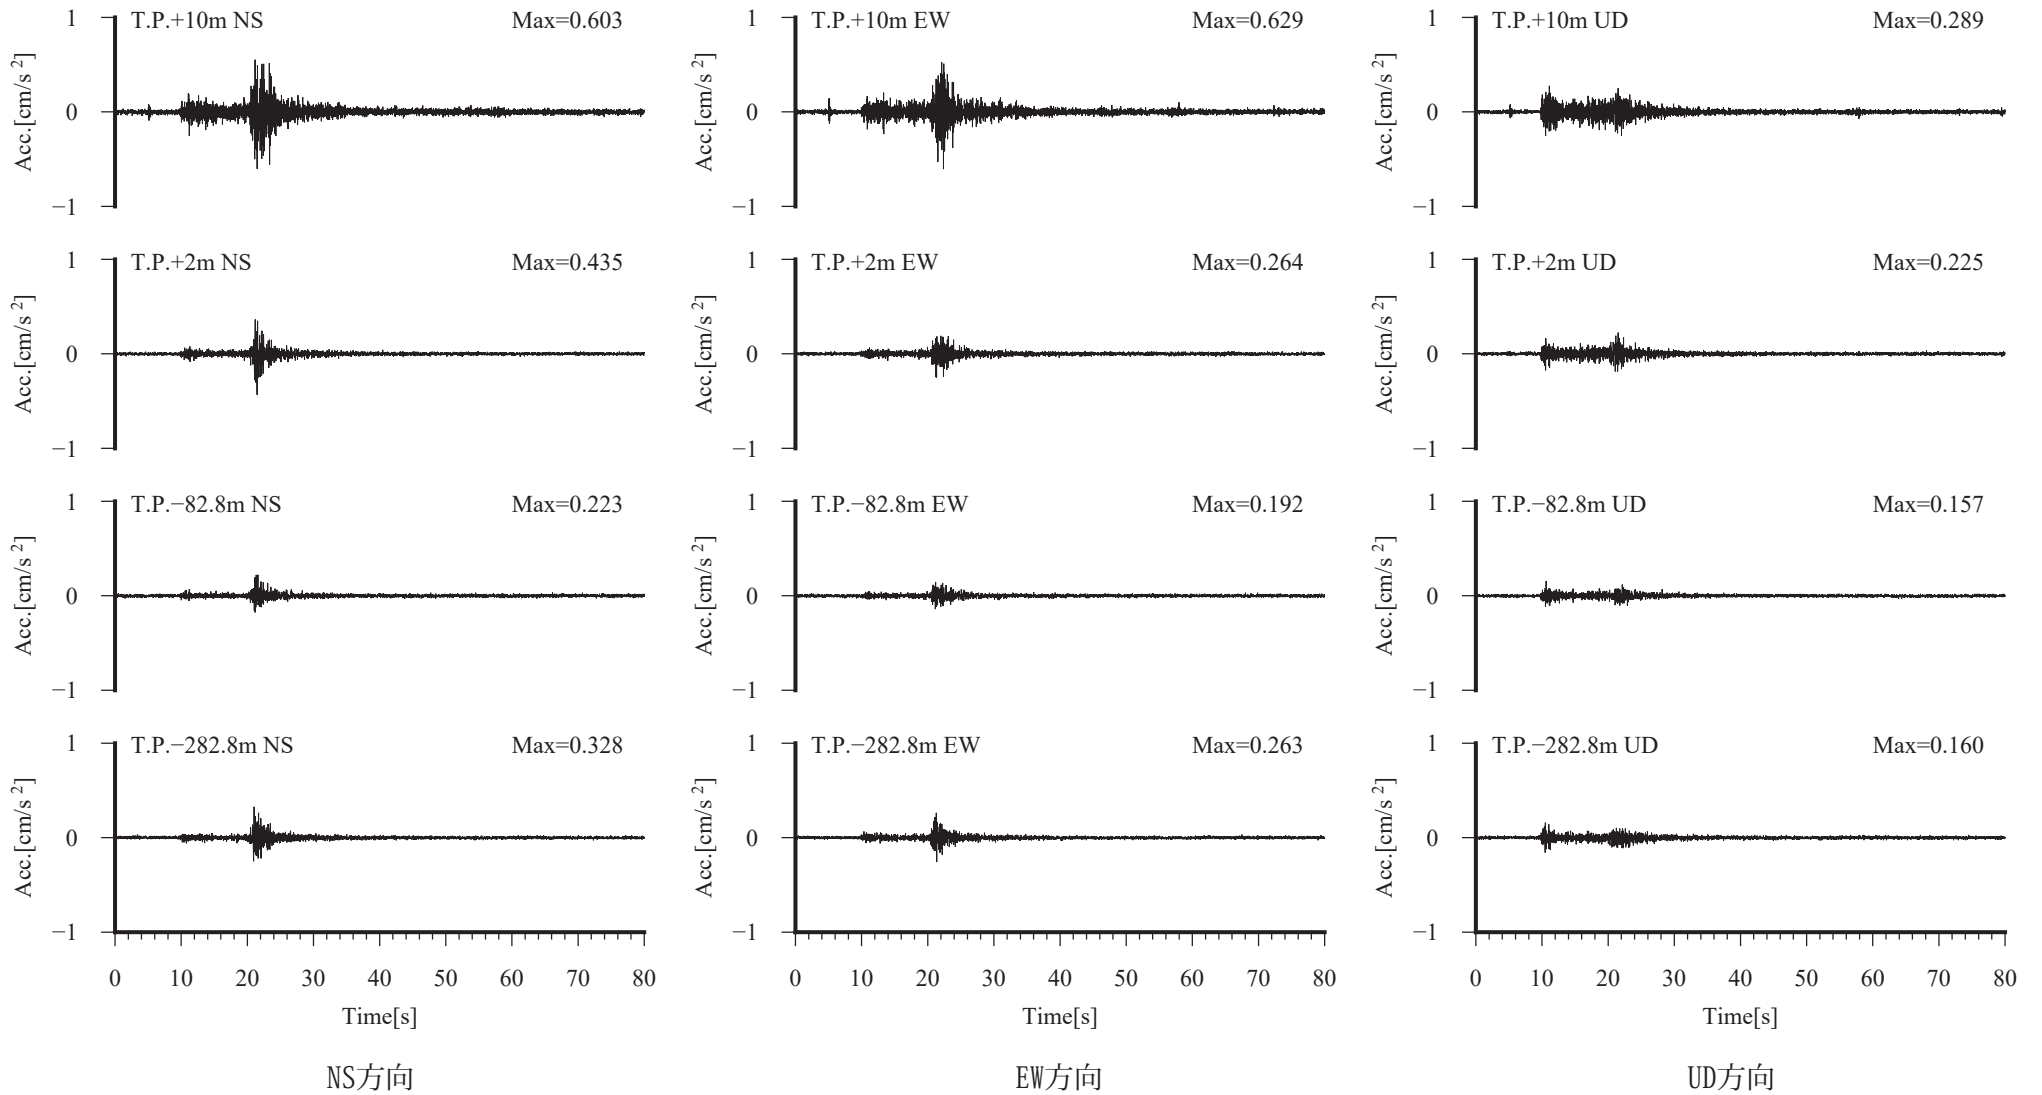 T.P.+10m NS Max=0.603
1
0
−1
Acc.[cm/s²]
T.P.+2m NS Max=0.435
1
0
−1
Acc.[cm/s²]
T.P.−82.8m NS Max=0.223
1
0
−1
Acc.[cm/s²]
T.P.−282.8m NS Max=0.328
1
0
−1
Acc.[cm/s²]
0 10 20 30 40 50 60 70 80
Time[s]
NS方向
T.P.+10m EW Max=0.629
1
0
−1
Acc.[cm/s²]
T.P.+2m EW Max=0.264
1
0
−1
Acc.[cm/s²]
T.P.−82.8m EW Max=0.192
1
0
−1
Acc.[cm/s²]
T.P.−282.8m EW Max=0.263
1
0
−1
Acc.[cm/s²]
0 10 20 30 40 50 60 70 80
Time[s]
EW方向
T.P.+10m UD Max=0.289
1
0
−1
Acc.[cm/s²]
T.P.+2m UD Max=0.225
1
0
−1
Acc.[cm/s²]
T.P.−82.8m UD Max=0.157
1
0
−1
Acc.[cm/s²]
T.P.−282.8m UD Max=0.160
1
0
−1
Acc.[cm/s²]
0 10 20 30 40 50 60 70 80
Time[s]
UD方向